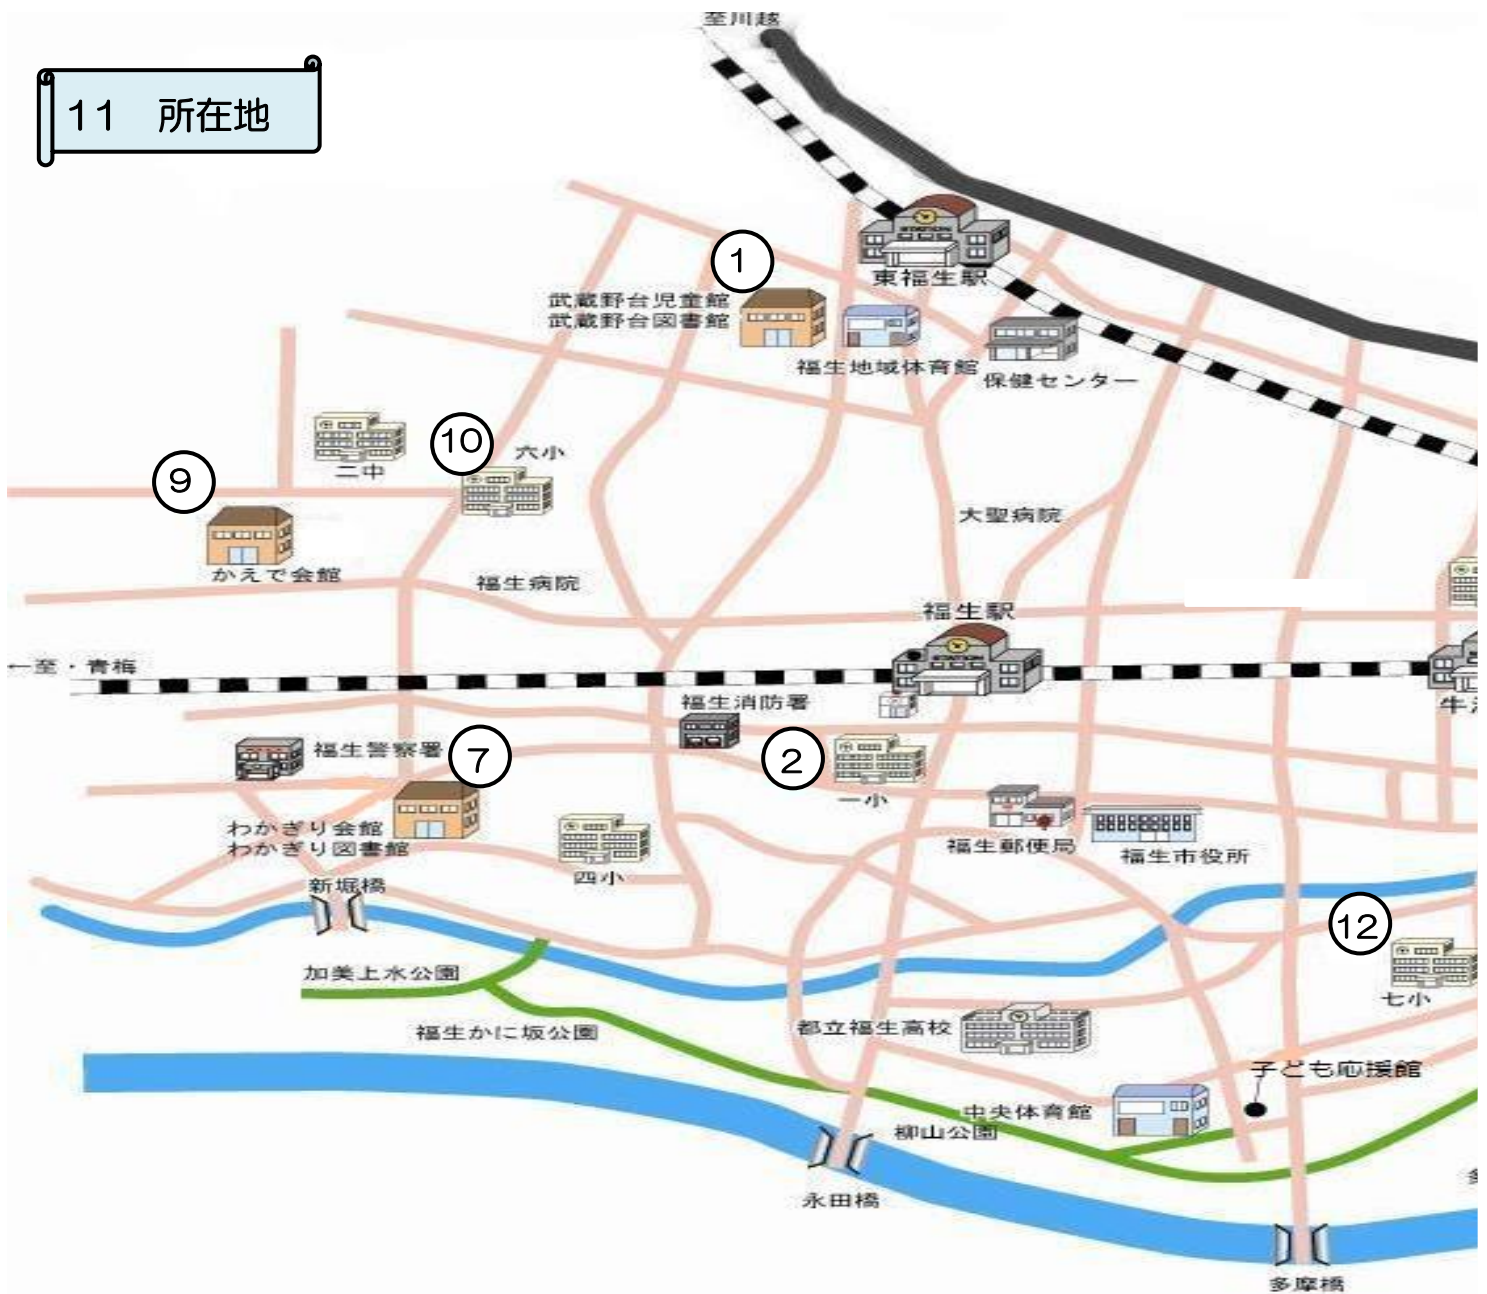 至川越
11 所在地
①
東福生駅
武蔵野台児童館
武蔵野台図書館
福生地域体育館
保健センター
⑩
六小
二中
⑨
大聖病院
かえで会館
福生病院
福生駅
←至・青梅
福生消防署
牛
福生警察署
⑦
②
一小
わかぎり会館
わかぎり図書館
福生郵便局
福生市役所
四小
新堀橋
⑫
加美上水公園
七小
福生かに坂公園
都立福生高校
子ども応援館
中央体育館
柳山公園
永田橋
多摩橋